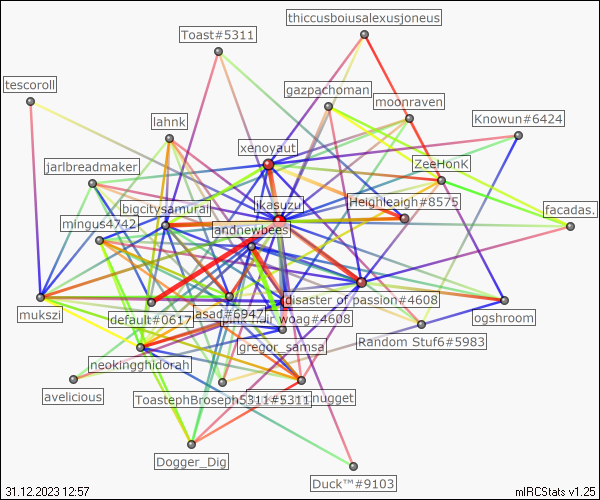 thiccusboiusalexusjoneus
Toast#5311
tescoroll
gazpachoman
moonraven
lahnk
Knowun#6424
xenoyaut
jarlbreadmaker
ZeeHonK
bigcitysamurai
ikasuzu
Heighleaigh#8575
facadas.
mingus4742
andnewbees
disaster of passion#4608
mukszi
default#0617
asad#6947
woag#4608
ogshroom
gregor_samsa
Random Stuf6#5983
neokingghidorah
avelicious
ToastephBroseph5311#5311
nugget
Dogger_Dig
Duck™#9103
31.12.2023 12:57
mIRCStats v1.25